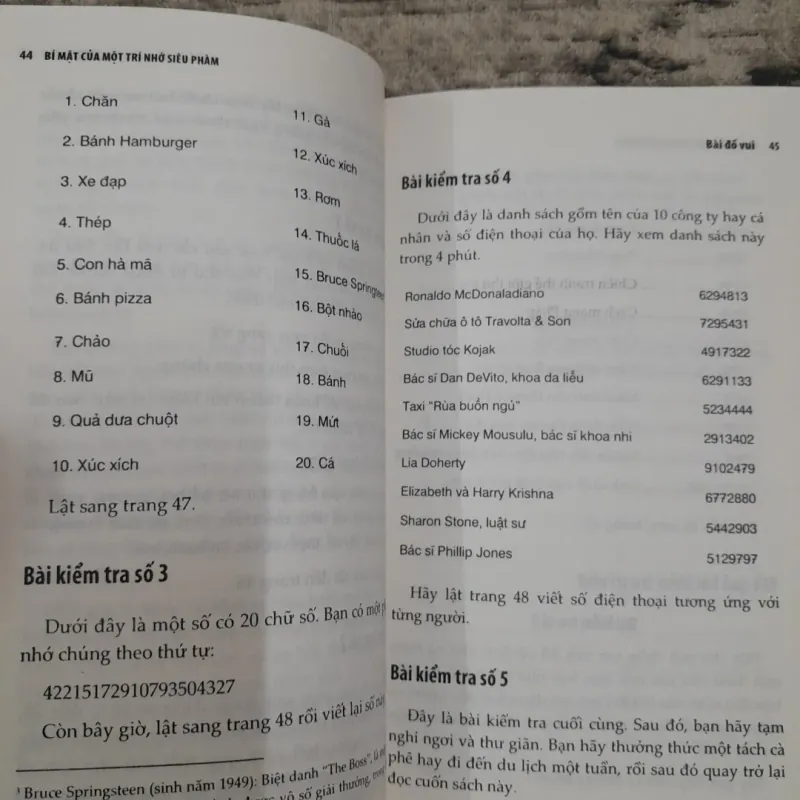 44 BÍ MẬT CỦA MỘT TRÍ NHỚ SIÊU PHÀM
1. Chăn
2. Bánh Hamburger
3. Xe đạp
4. Thép
5. Con hà mã
6. Bánh pizza
7. Chảo
8. Mũ
9. Quả dưa chuột
10. Xúc xích
11. Gà
12. Xúc xích
13. Rơm
14. Thuốc lá
15. Bruce Springsteen
16. Bột nhào
17. Chuối
18. Bánh
19. Mứt
20. Cá
Lật sang trang 47.
Bài kiểm tra số 3
Dưới đây là một số có 20 chữ số. Bạn có một
nhớ chúng theo thứ tự:
42215172910793504327
Còn bây giờ, lật sang trang 48 rồi viết lại số
¹ Bruce Springsteen (sinh năm 1949): Biệt danh "The Boss",
vô số giải thưởng,
Bài đố vui 45
Bài kiểm tra số 4
Dưới đây là danh sách gồm tên của 10 công ty hay cá
nhân và số điện thoại của họ. Hãy xem danh sách này
trong 4 phút.
Ronaldo McDonaladiano 6294813
Sửa chữa ô tô Travolta & Son 7295431
Studio tóc Kojak 4917322
Bác sĩ Dan DeVito, khoa da liễu 6291133
Taxi "Rùa buồn ngủ" 5234444
Bác sĩ Mickey Mousulu, bác sĩ khoa nhi 2913402
Lia Doherty 9102479
Elizabeth và Harry Krishna 6772880
Sharon Stone, luật sư 5442903
Bác sĩ Phillip Jones 5129797
Hãy lật trang 48 viết số điện thoại tương ứng với
từng người.
Bài kiểm tra số 5
Đây là bài kiểm tra cuối cùng. Sau đó, bạn hãy tạm
nghỉ ngơi và thư giãn. Bạn hãy thưởng thức một tách cà
phê hay đi đến du lịch một tuần, rồi sau đó quay trở lại
đọc cuốn sách này.